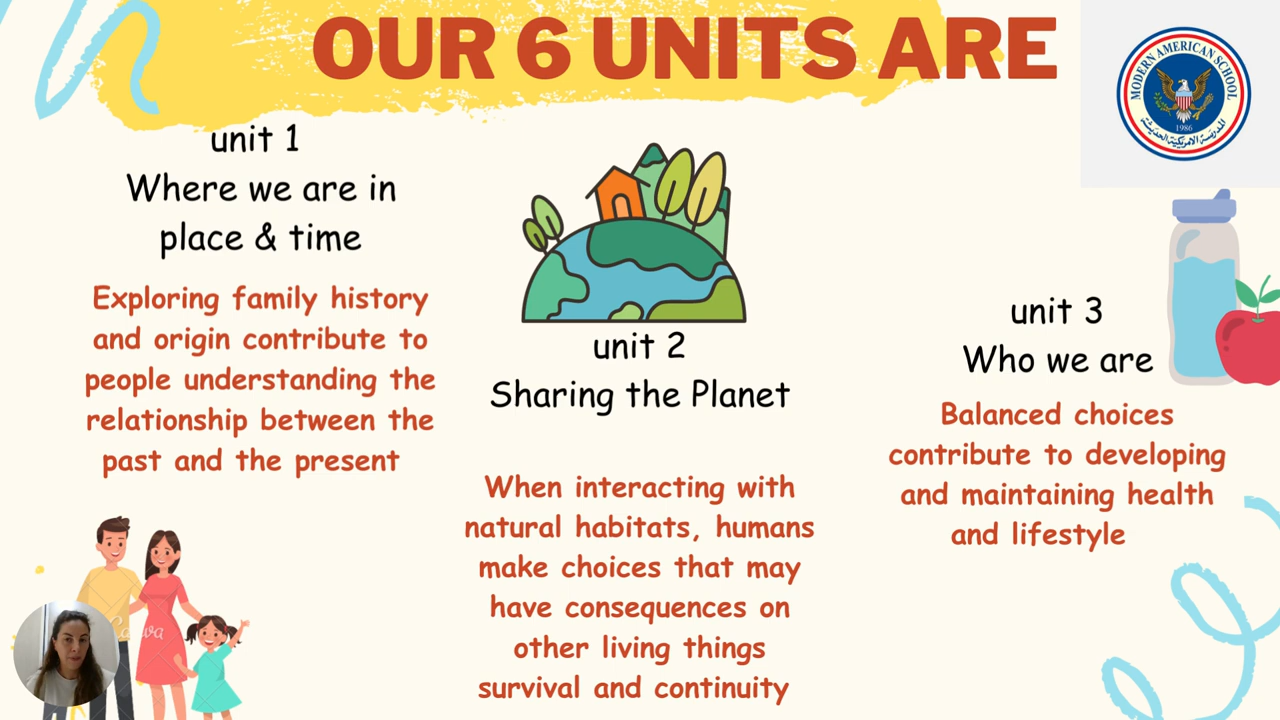 OUR 6 UNITS ARE
MODERN AMERICAN SCHOOL
1986
المدرسة الامريكية الحديثة
unit 1
Where we are in
place & time
Exploring family history
and origin contribute to
people understanding the
relationship between the
past and the present
unit 2
Sharing the Planet
When interacting with
natural habitats, humans
make choices that may
have consequences on
other living things
survival and continuity
unit 3
Who we are
Balanced choices
contribute to developing
and maintaining health
and lifestyle